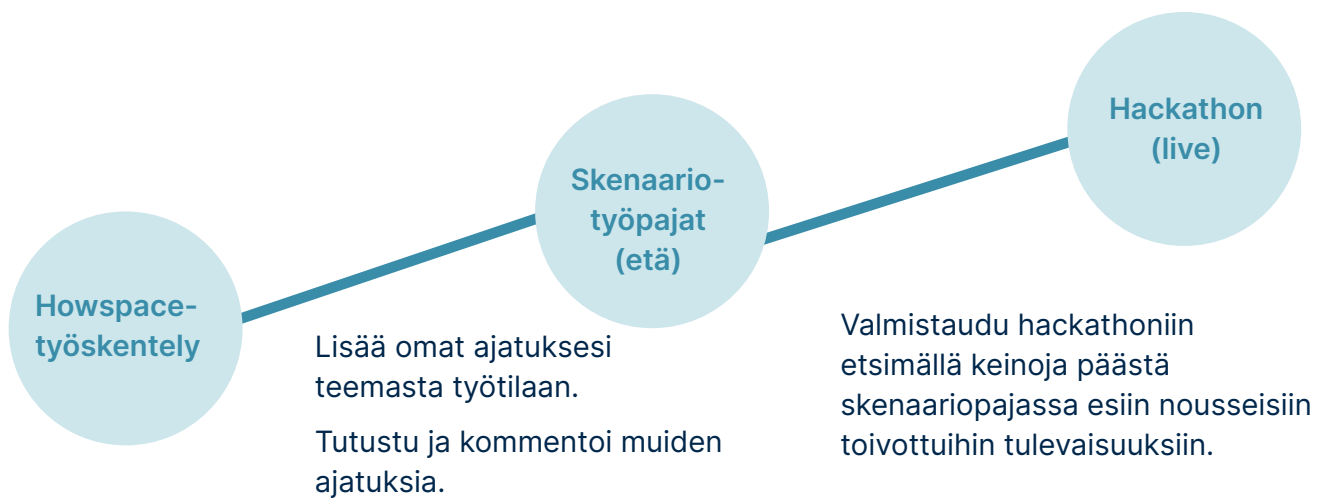 Howspace-
työskentely
Lisää omat ajatuksesi
teemasta työtilaan.
Tutustu ja kommentoi muiden
ajatuksia.
Skenaario-
työpajat
(etä)
Valmistaudu hackathoniin
etsimällä keinoja päästä
skenaariopajassa esiin nousseisiin
toivottuihin tulevaisuuksiin.
Hackathon
(live)